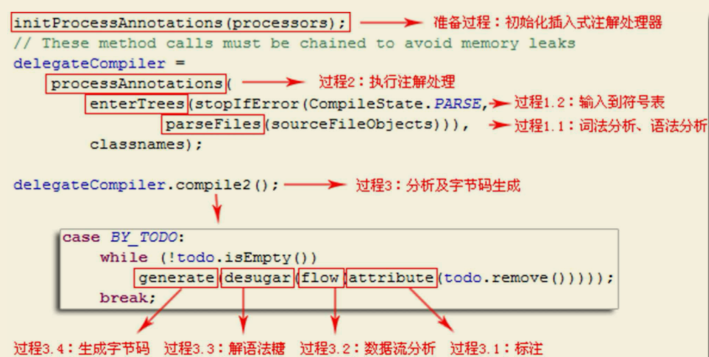 initProcessAnnotations(processors); 准备过程：初始化插入式注解处理器
// These method calls must be chained to avoid memory leaks
delegateCompiler =
processAnnotations( 过程2：执行注解处理
enterTrees(stopIfError(CompileState.PARSE, 过程1.2：输入到符号表
parseFiles(sourceFileObjects))), 过程1.1：词法分析、语法分析
classnames);
delegateCompiler.compile2(); 过程3：分析及字节码生成
case BY_TODO:
while (!todo.isEmpty())
generate(desugar(flow(attribute(todo.remove()))));
break;
过程3.4：生成字节码 过程3.3：解语法糖 过程3.2：数据流分析 过程3.1：标注